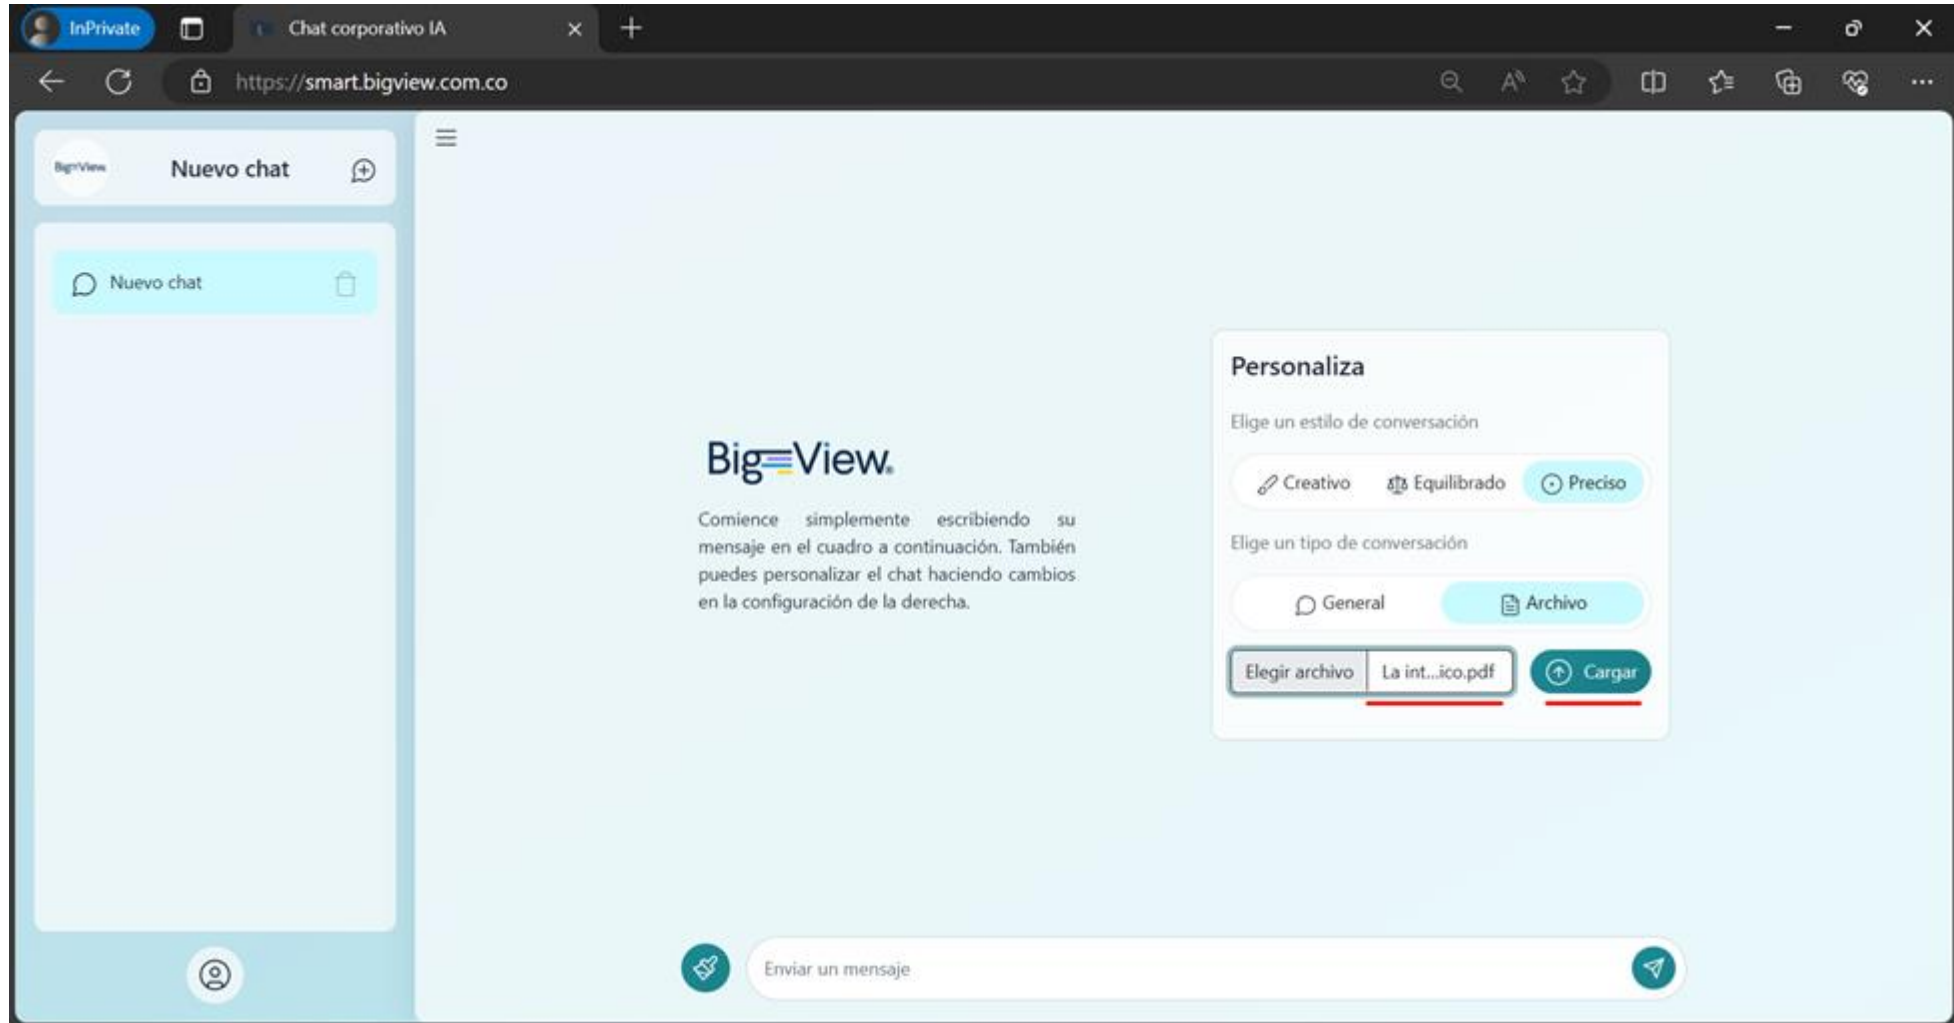 InPrivate
Chat corporativo IA
https://smart.bigview.com.co
BigView
Nuevo chat
Nuevo chat
Personaliza
Elige un estilo de conversación
Creativo
Equilibrado
Preciso
Elige un tipo de conversación
General
Archivo
Elegir archivo
La int...ico.pdf
Cargar
Big View.
Comience simplemente escribiendo su
mensaje en el cuadro a continuación. También
puedes personalizar el chat haciendo cambios
en la configuración de la derecha.
Enviar un mensaje